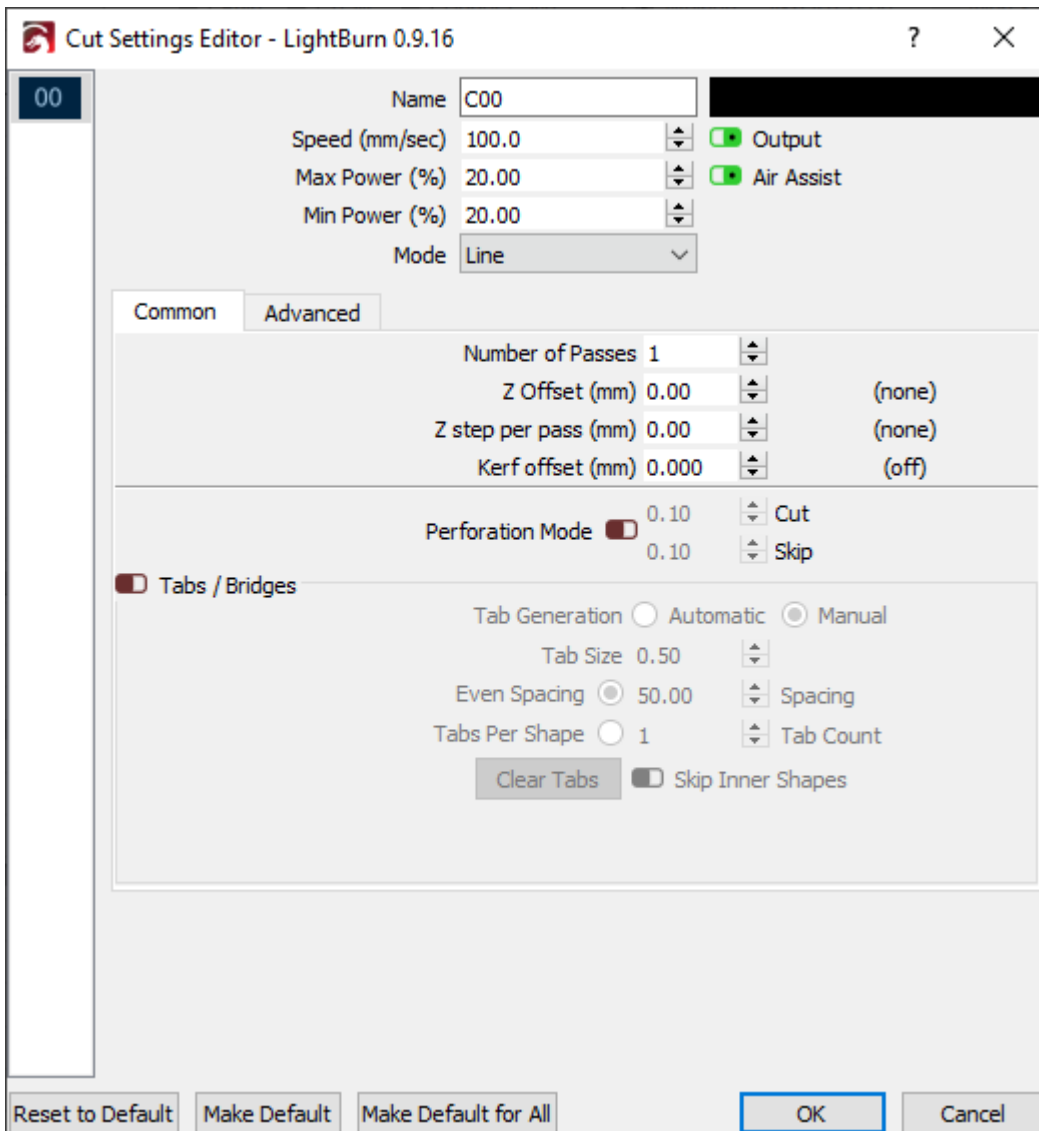 Cut Settings Editor - LightBurn 0.9.16 ?
00
Name C00
Speed (mm/sec) 100.0 Output
Max Power (%) 20.00 Air Assist
Min Power (%) 20.00
Mode Line
Common Advanced
Number of Passes 1
Z Offset (mm) 0.00 (none)
Z step per pass (mm) 0.00 (none)
Kerf offset (mm) 0.000 (off)
Perforation Mode 0.10 Cut
0.10 Skip
Tabs / Bridges
Tab Generation Automatic Manual
Tab Size 0.50
Even Spacing 50.00 Spacing
Tabs Per Shape 1 Tab Count
Clear Tabs Skip Inner Shapes
Reset to Default Make Default Make Default for All OK Cancel